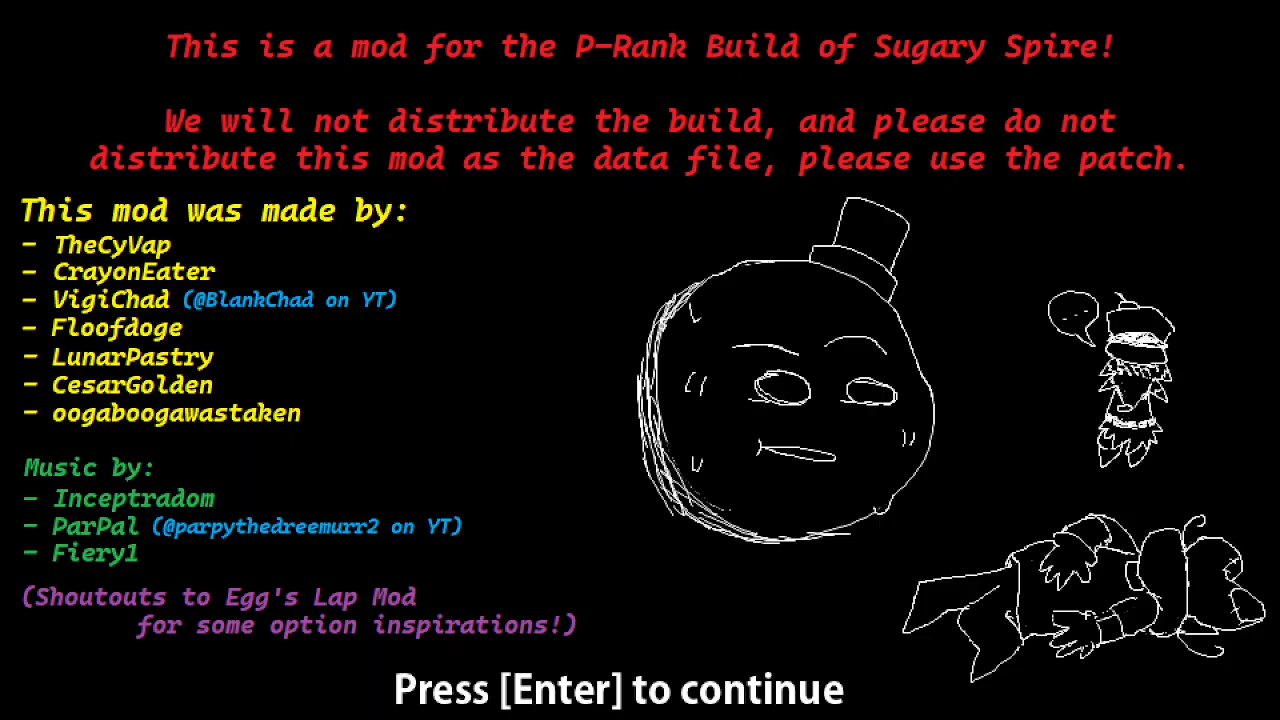 This is a mod for the P-Rank Build of Sugary Spire!
We will not distribute the build, and please do not
distribute this mod as the data file, please use the patch.
This mod was made by:
- TheCyVap
- CrayonEater
- VigiChad (@BlankChad on YT)
- Floofdoge
- LunarPastry
- CesarGolden
- oogaboogawastaken
Music by:
- Inceptradom
- ParPal (@parpythedreemurr2 on YT)
- Fiery1
(Shoutouts to Egg's Lap Mod
for some option inspirations!)
...
Press [Enter] to continue